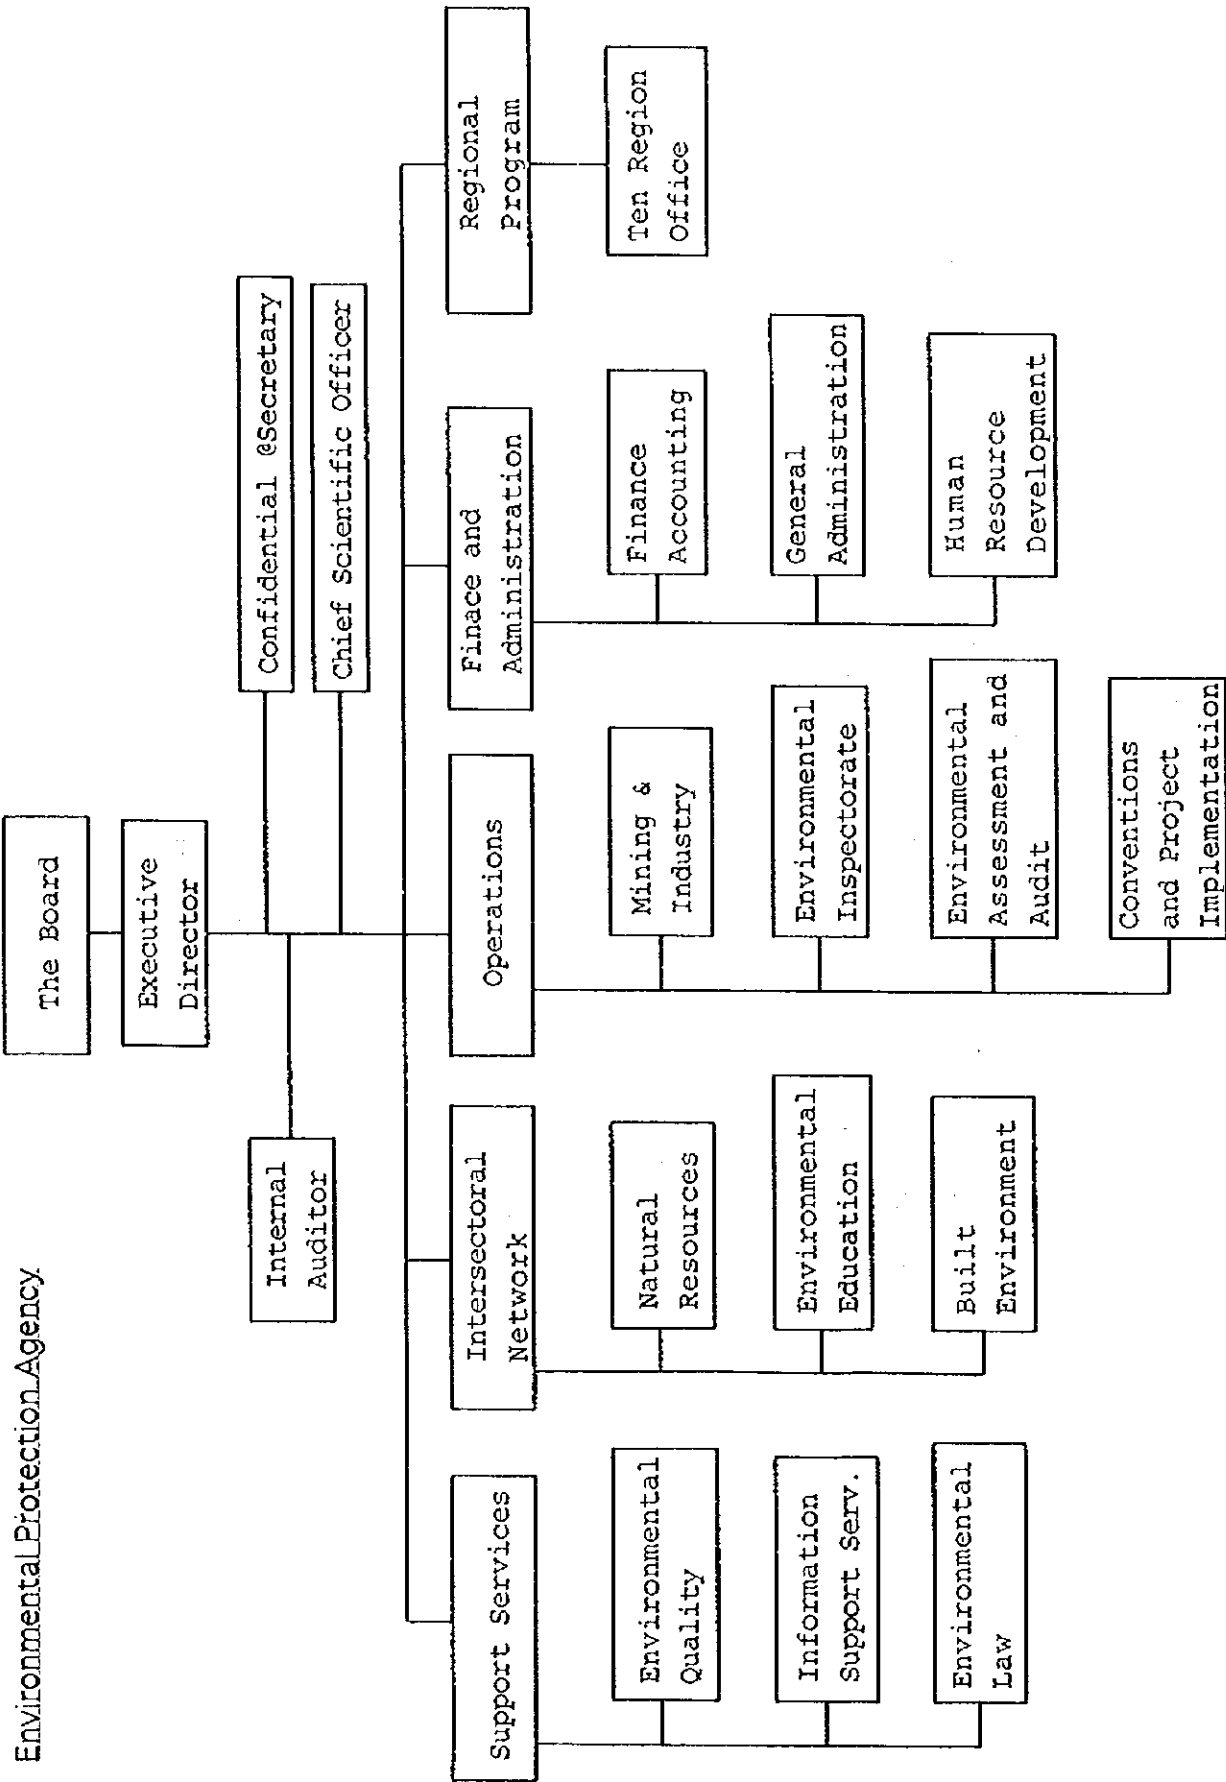 Environmental Protection Agency
The Board
Executive
Director
Internal
Auditor
Confidential @Secretary
Chief Scientific Officer
Support Services
Environmental
Quality
Information
Support Serv.
Environmental
Law
Intersectoral
Network
Natural
Resources
Environmental
Education
Built
Environment
Operations
Mining &
Industry
Environmental
Inspectorate
Environmental
Assessment and
Audit
Conventions
and Project
Implementation
Finace and
Administration
Finance
Accounting
General
Administration
Human
Resource
Development
Regional
Program
Ten Region
Office